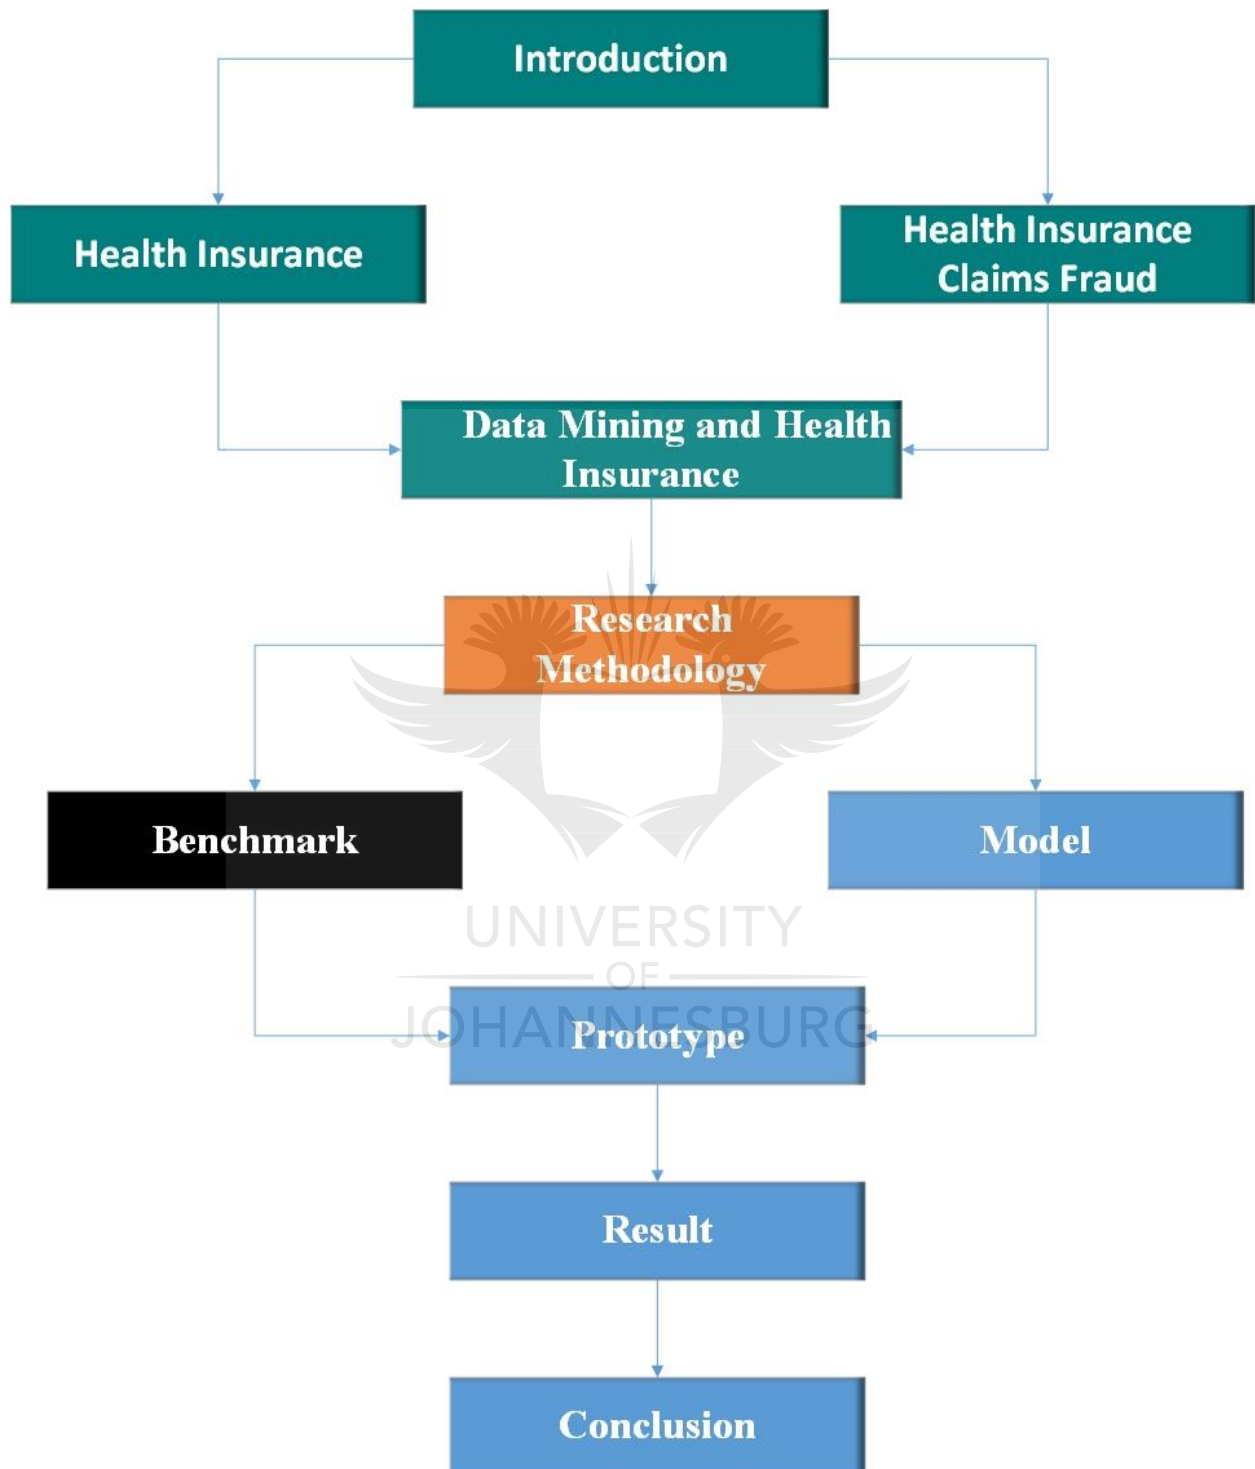 Introduction
Health Insurance
Health Insurance
Claims Fraud
Data Mining and Health
Insurance
Research
Methodology
Benchmark
Model
UNIVERSITY
OF
JOHANNESBURG
Prototype
Result
Conclusion